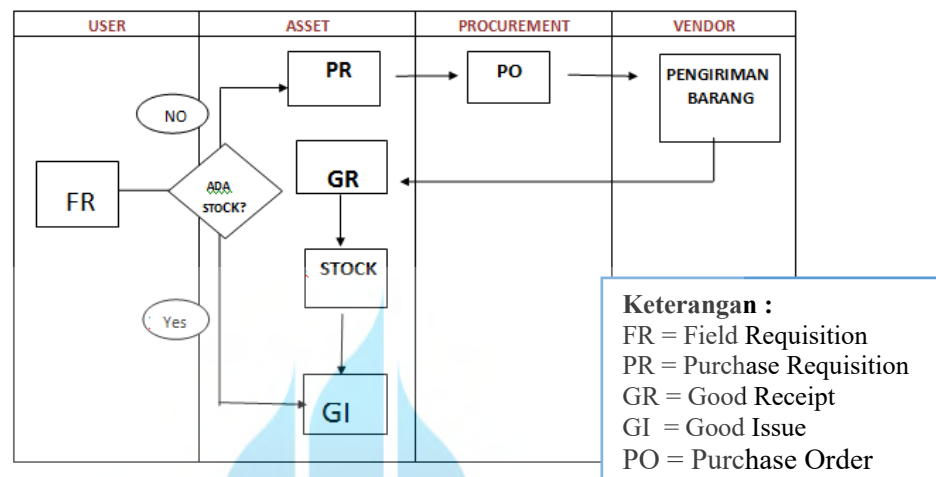 USER
ASSET
PROCUREMENT
VENDOR
PR
PO
PENGIRIMAN
BARANG
NO
FR
ADA
STOCK?
GR
STOCK
Yes
GI
Keterangan :
FR = Field Requisition
PR = Purchase Requisition
GR = Good Receipt
GI = Good Issue
PO = Purchase Order